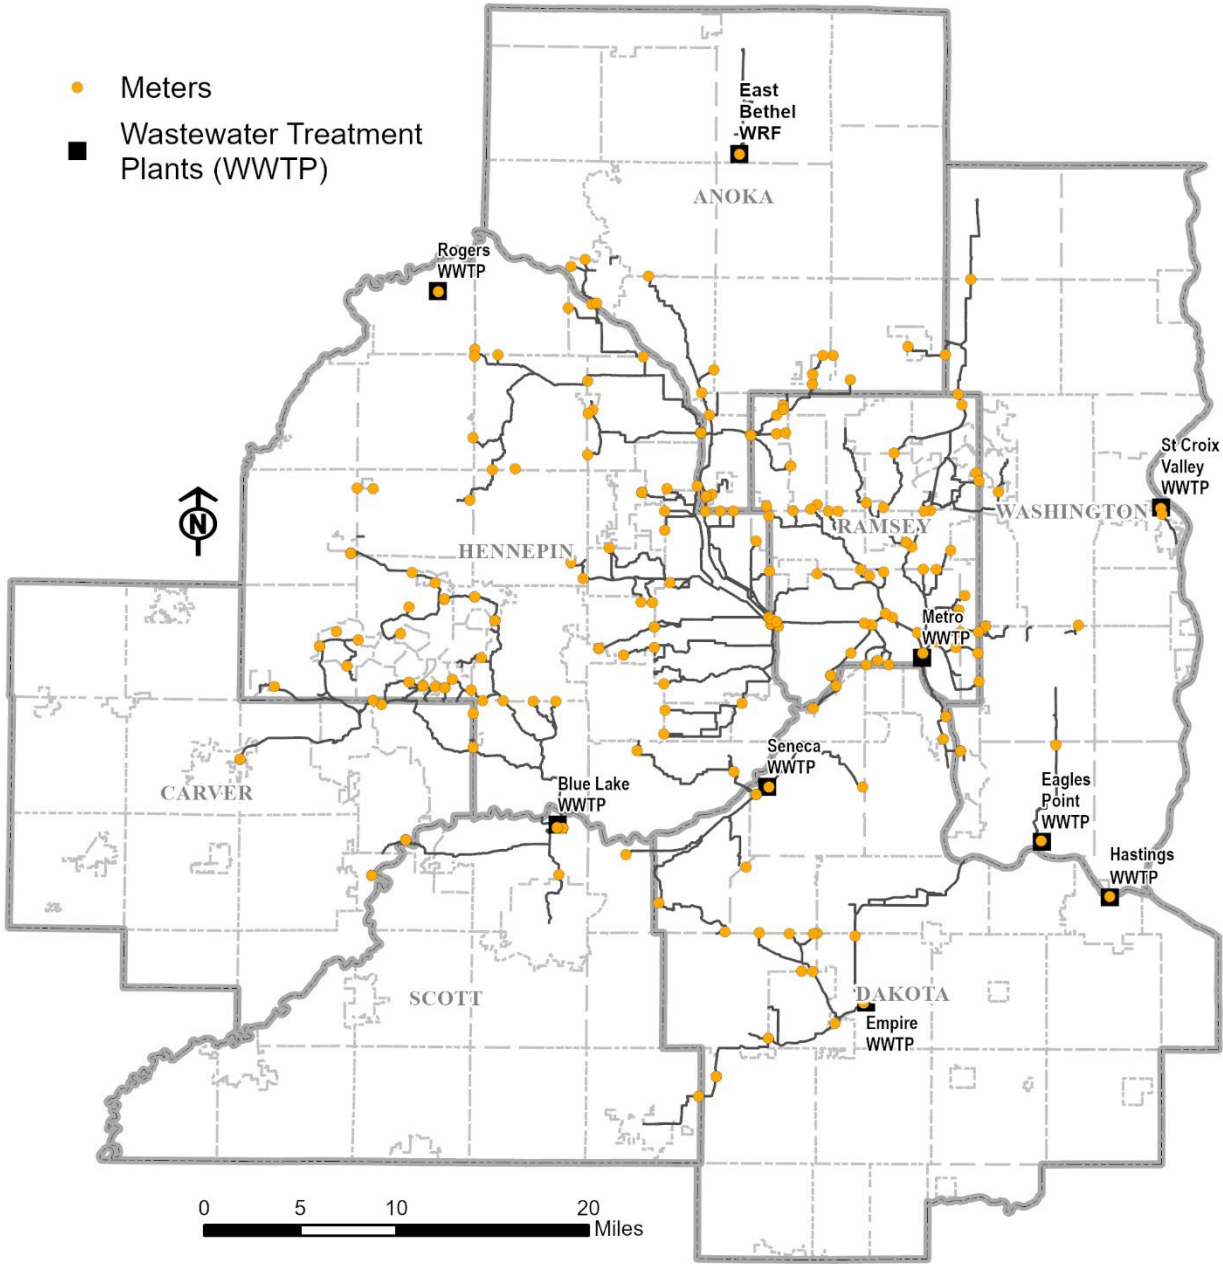 Meters
Wastewater Treatment
Plants (WWTP)
East
Bethel
WRF
ANOKA
Rogers
WWTP
St Croix
Valley
WWTP
N
HENNEPIN
RAMSEY
WASHINGTON
Metro
WWTP
Seneca
WWTP
CARVER
Blue Lake
WWTP
Eagles
Point
WWTP
Hastings
WWTP
SCOTT
DAKOTA
Empire
WWTP
0
5
10
20
Miles